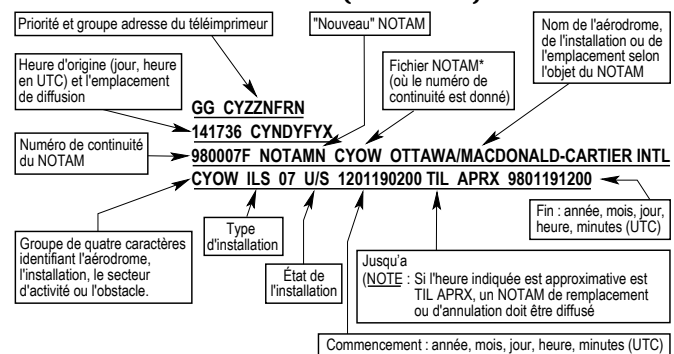 Priorité et groupe adresse du téléimprimeur
"Nouveau" NOTAM
Nom de l'aérodrome,
de l'installation ou de
l'emplacement selon
l'objet du NOTAM
Heure d'origine (jour, heure
en UTC) et l'emplacement
de diffusion
Fichier NOTAM*
(où le numéro de
continuité est donné)
Numéro de continuité
du NOTAM
GG CYZZNFRN
141736 CYNDYFYX
980007F NOTAMN CYOW OTTAWA/MACDONALD-CARTIER INTL
CYOW ILS 07 U/S 1201190200 TIL APRX 9801191200
Groupe de quatre caractères
identifiant l'aérodrome,
l'installation, le secteur
d'activité ou l'obstacle.
Type
d'installation
État de
l'installation
Fin : année, mois, jour,
heure, minutes (UTC)
Jusqu'a
(NOTE : Si l'heure indiquée est approximative est
TIL APRX, un NOTAM de remplacement
ou d'annulation doit être diffusé
Commencement : année, mois, jour, heure, minutes (UTC)